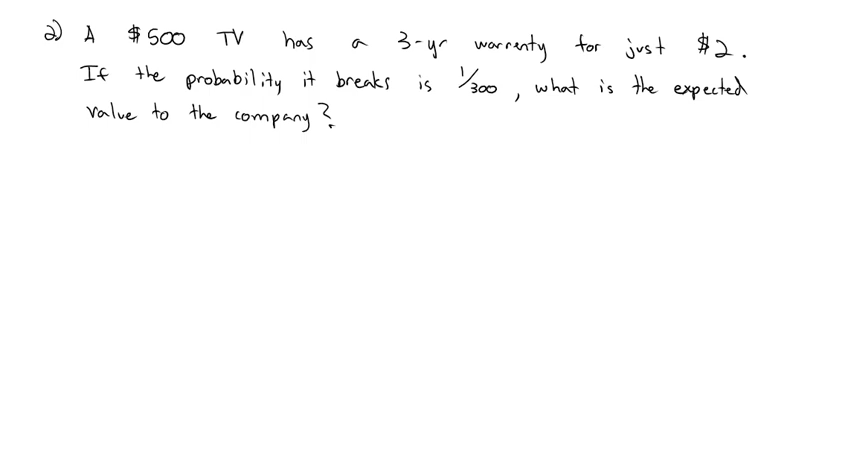 2) A $500 TV has a 3-yr warrenty for just $2.
If the probability it breaks is 1/300, what is the expected
value to the company?